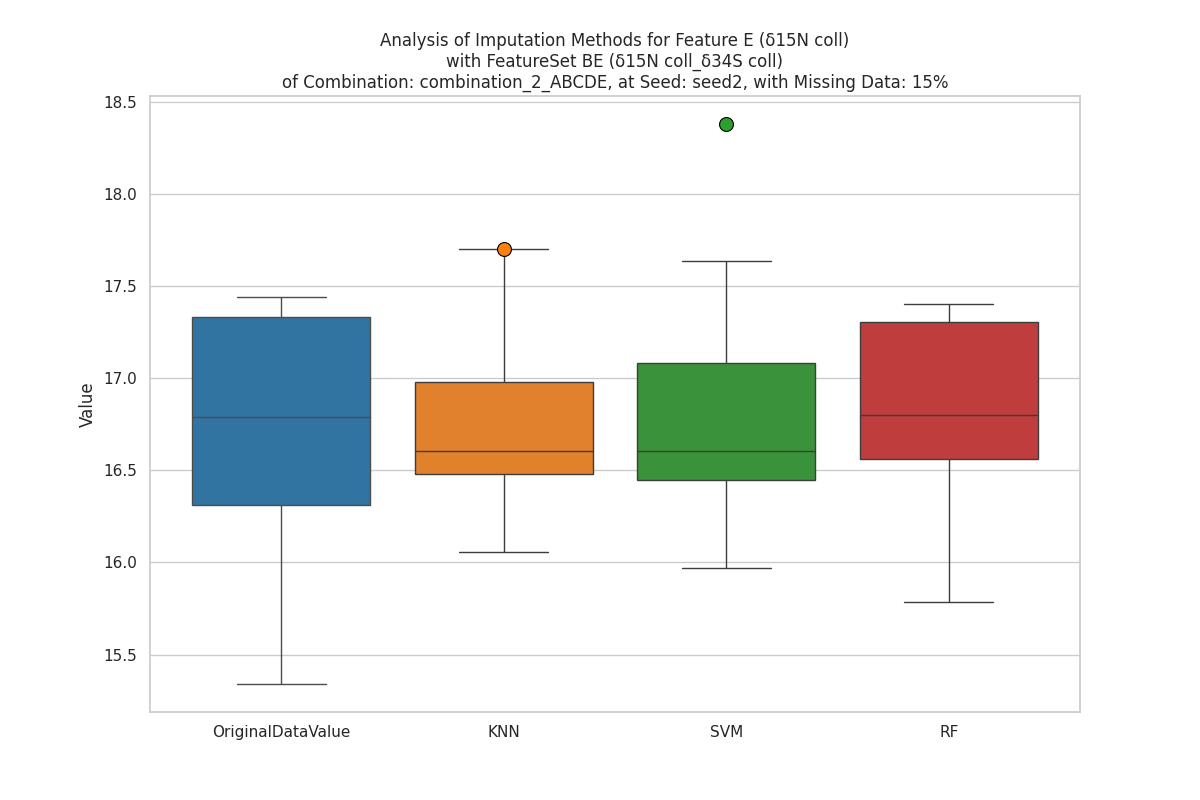 Analysis of Imputation Methods for Feature E (δ15N coll)
with FeatureSet BE (δ15N coll_δ34S coll)
of Combination: combination_2_ABCDE, at Seed: seed2, with Missing Data: 15%
18.5
18.0
17.5
17.0
16.5
16.0
15.5
Value
OriginalDataValue
KNN
SVM
RF